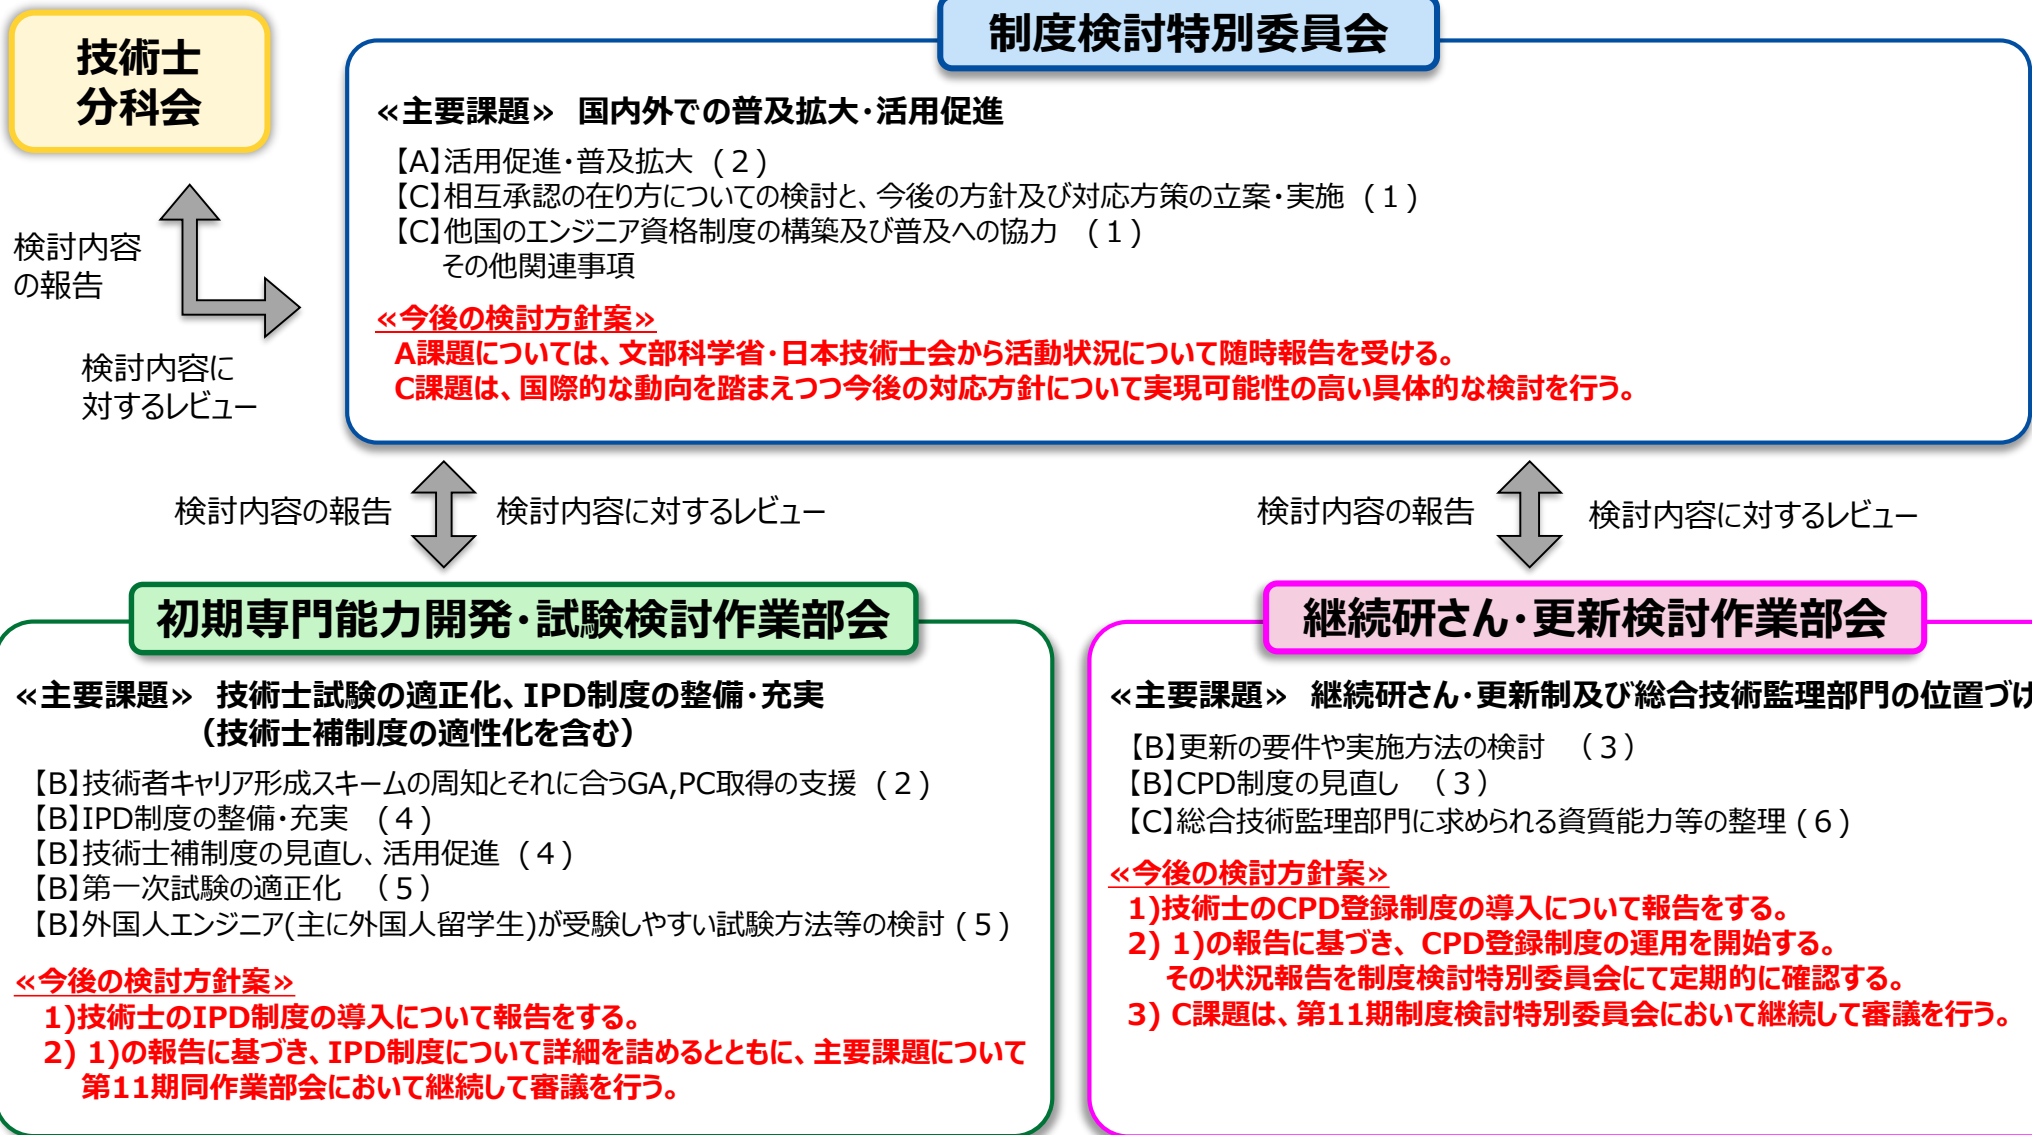 技術士
分科会
制度検討特別委員会
≪主要課題≫ 国内外での普及拡大・活用促進
【A】活用促進・普及拡大 (２)
【C】相互承認の在り方についての検討と、今後の方針及び対応方策の立案・実施 (１)
【C】他国のエンジニア資格制度の構築及び普及への協力 (１)
その他関連事項
≪今後の検討方針案≫
A課題については、文部科学省・日本技術士会から活動状況について随時報告を受ける。
C課題は、国際的な動向を踏まえつつ今後の対応方針について実現可能性の高い具体的な検討を行う。
検討内容
の報告
検討内容に
対するレビュー
検討内容の報告
検討内容に対するレビュー
検討内容の報告
検討内容に対するレビュー
初期専門能力開発・試験検討作業部会
≪主要課題≫ 技術士試験の適正化、IPD制度の整備・充実
（技術士補制度の適性化を含む）
【B】技術者キャリア形成スキームの周知とそれに合うGA,PC取得の支援 (２)
【B】IPD制度の整備・充実 (４)
【B】技術士補制度の見直し、活用促進 (４)
【B】第一次試験の適正化 （５）
【B】外国人エンジニア(主に外国人留学生)が受験しやすい試験方法等の検討 (５)
≪今後の検討方針案≫
1)技術士のIPD制度の導入について報告をする。
2) 1)の報告に基づき、IPD制度について詳細を詰めるとともに、主要課題について
第11期同作業部会において継続して審議を行う。
継続研さん・更新検討作業部会
≪主要課題≫ 継続研さん・更新制及び総合技術監理部門の位置づけ
【B】更新の要件や実施方法の検討 （３）
【B】CPD制度の見直し （３）
【C】総合技術監理部門に求められる資質能力等の整理 (６)
≪今後の検討方針案≫
1)技術士のCPD登録制度の導入について報告をする。
2) 1)の報告に基づき、CPD登録制度の運用を開始する。
その状況報告を制度検討特別委員会にて定期的に確認する。
3) C課題は、第11期制度検討特別委員会において継続して審議を行う。